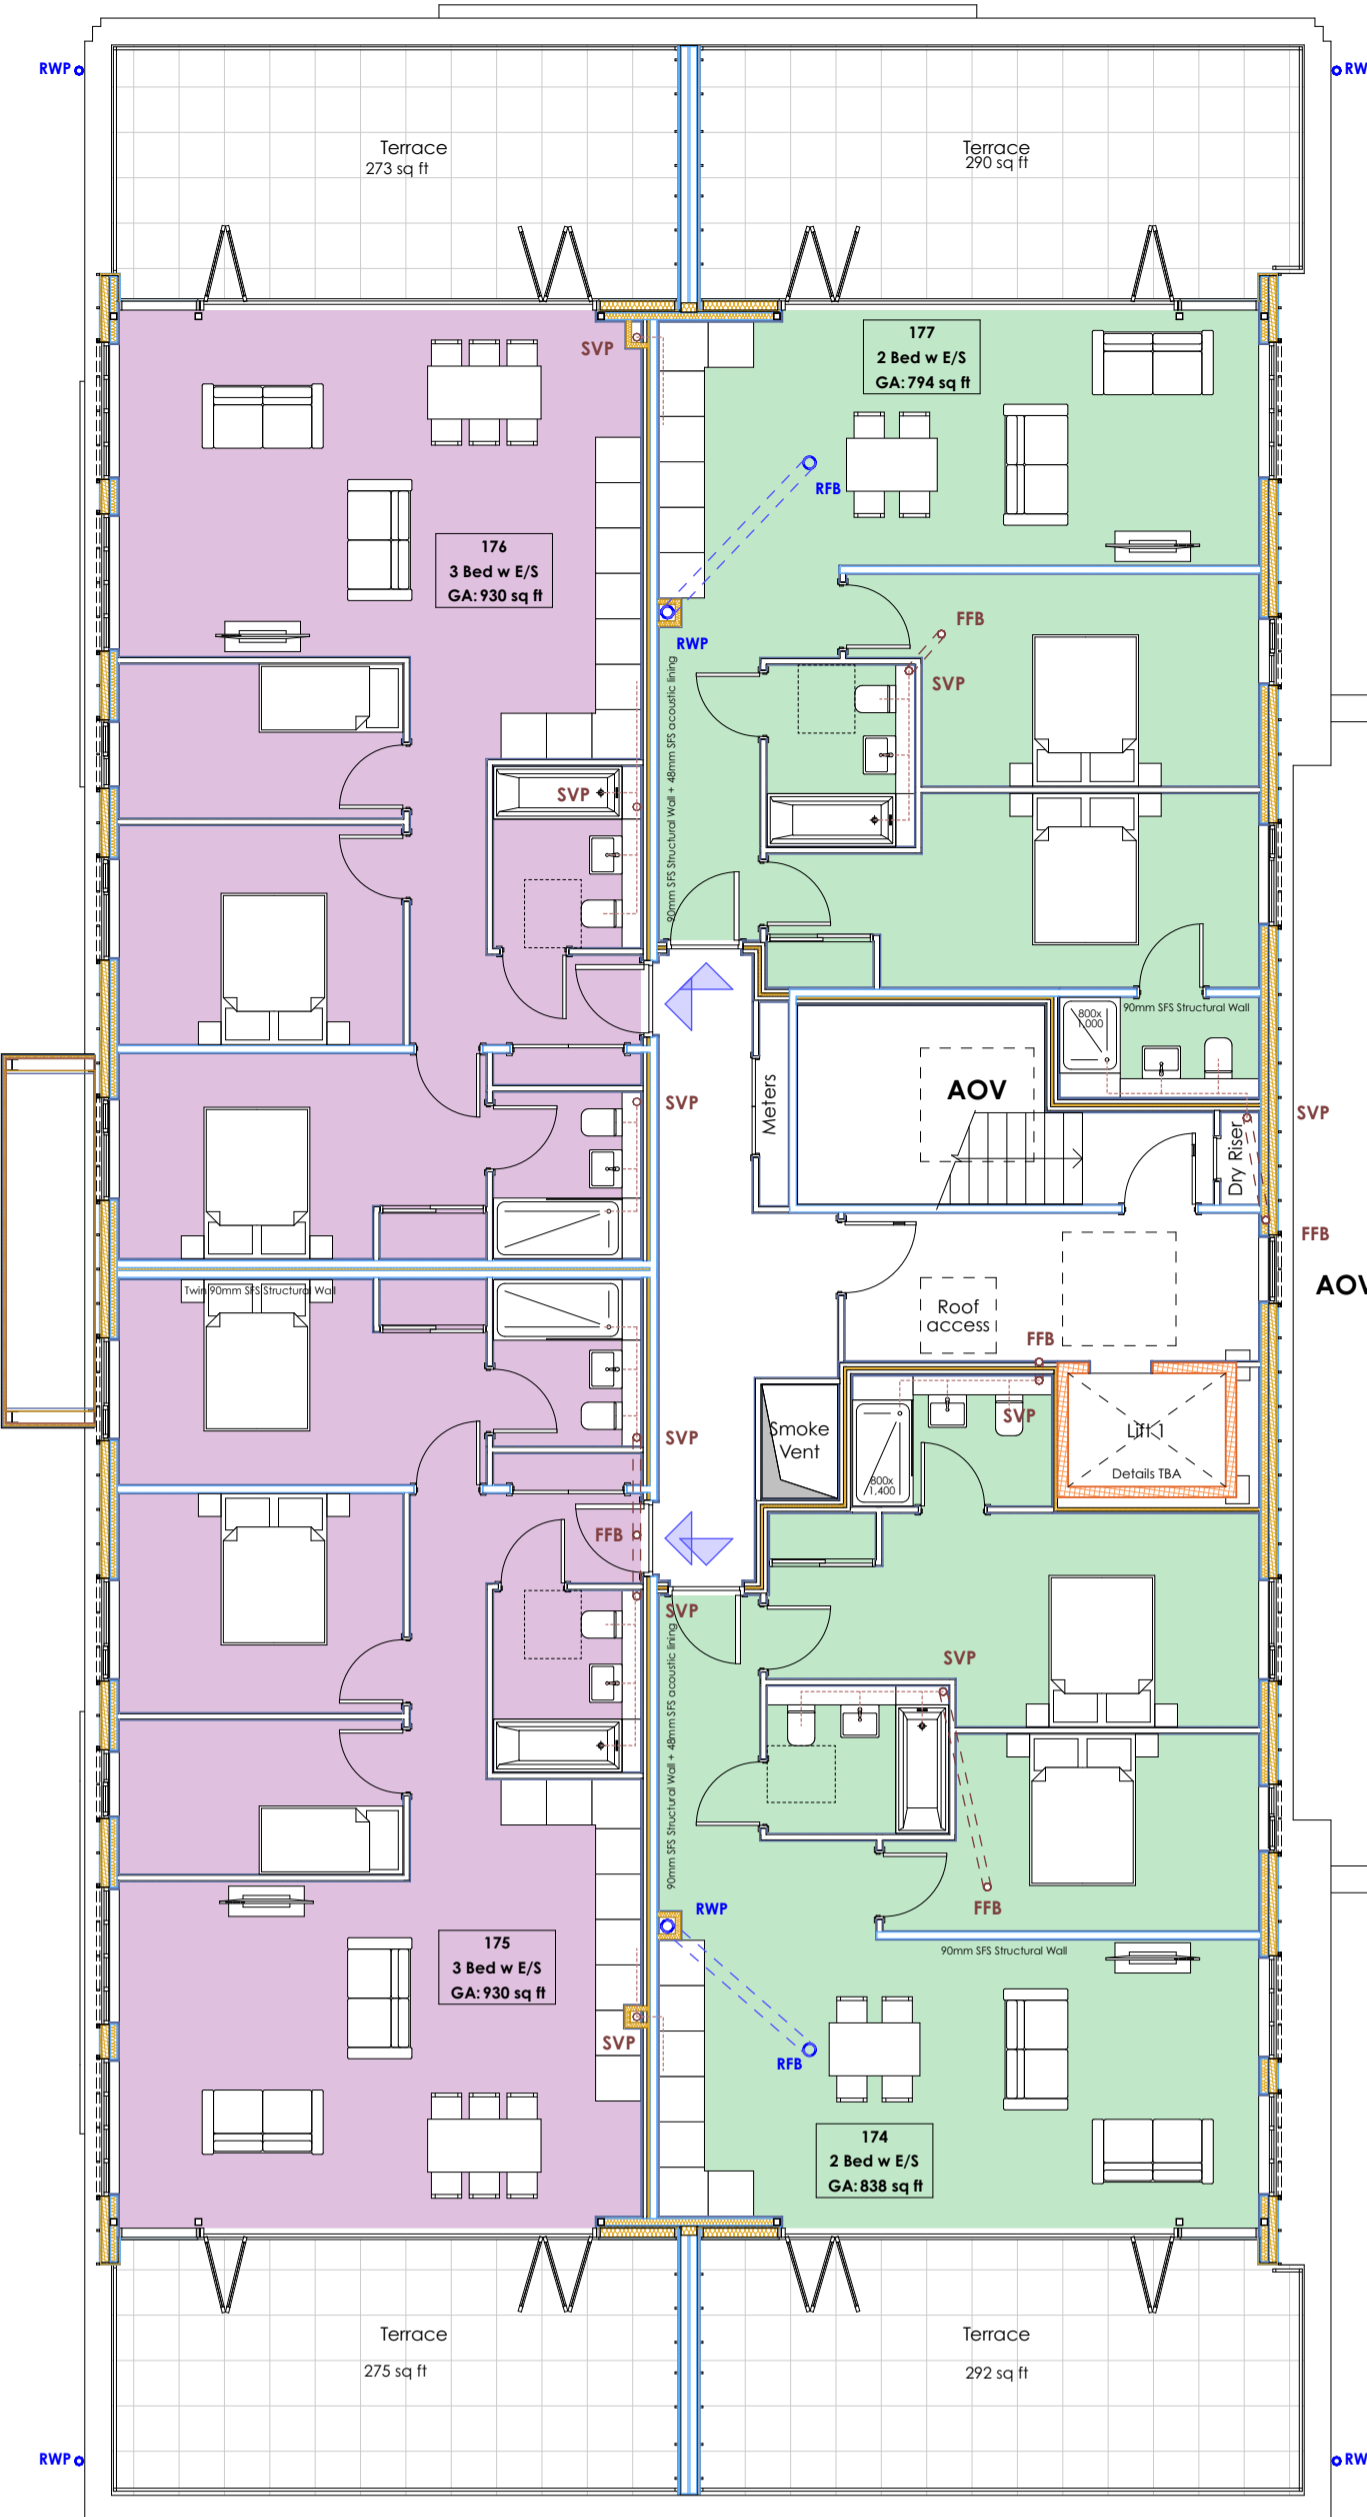 RWP
RW
Terrace
273 sq ft
Terrace
290 sq ft
SVP
177
2 Bed w E/S
GA: 794 sq ft
RFB
176
3 Bed w E/S
GA: 930 sq ft
RWP
FFB
SVP
90mm SFS Structural Wall + 48mm SFS acoustic lining
SVP
800x
1,000
90mm SFS Structural Wall
AOV
Meters
SVP
SVP
Dry Riser
FFB
AOV
Twin 90mm SFS Structural Wall
Roof
access
FFB
SVP
Smoke
Vent
Lift 1
Details TBA
800x
1,400
SVP
FFB
SVP
90mm SFS Structural Wall + 48mm SFS acoustic lining
SVP
RWP
FFB
175
3 Bed w E/S
GA: 930 sq ft
90mm SFS Structural Wall
SVP
RFB
174
2 Bed w E/S
GA: 838 sq ft
Terrace
275 sq ft
Terrace
292 sq ft
RWP
RW